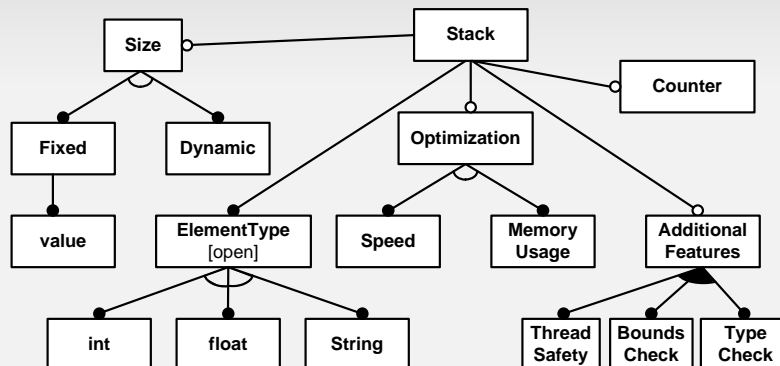 Stack
Size
Counter
Optimization
Fixed
Dynamic
ElementType
[open]
value
Speed
Memory
Usage
Additional
Features
int
float
String
Thread
Safety
Bounds
Check
Type
Check